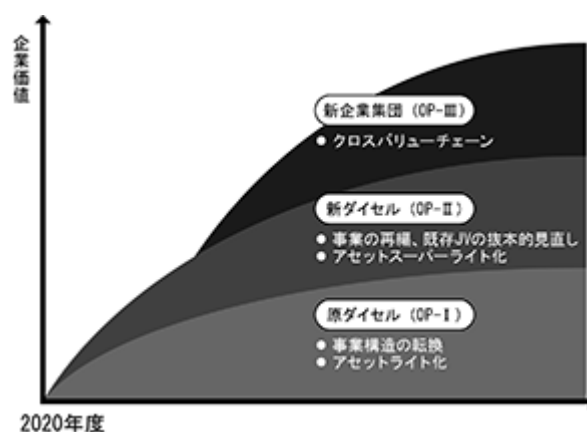 企業価値
新企業集団 (OP-Ⅲ)
● クロスバリューチェーン
新ダイセル (OP-Ⅱ)
● 事業の再編、既存JVの抜本的見直し
● アセットスーパーライト化
原ダイセル (OP-Ⅰ)
● 事業構造の転換
● アセットライト化
2020年度